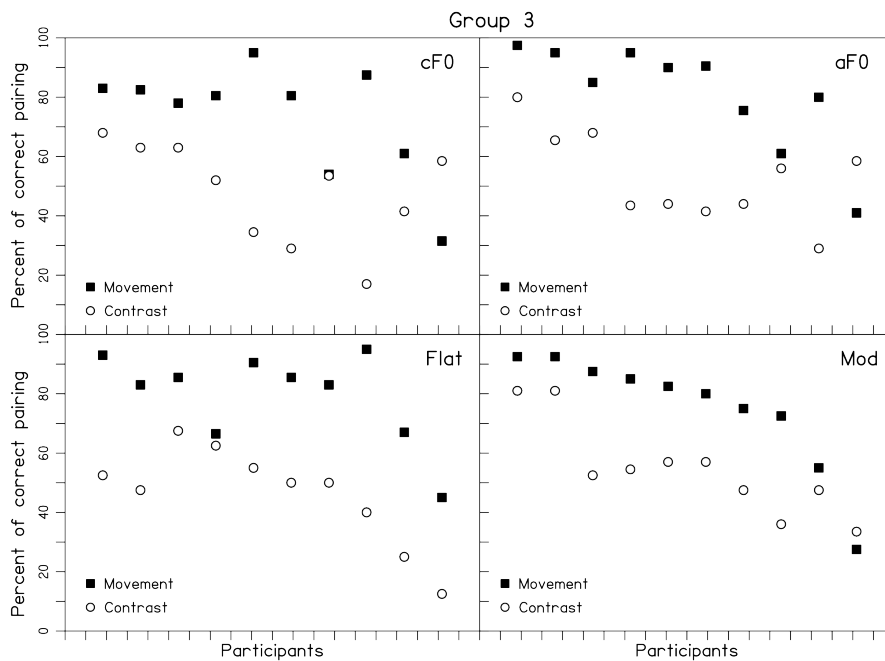 Group 3
cF0
aF0
Percent of correct pairing
100
80
60
40
20
Movement
Contrast
Movement
Contrast
Flat
Mod
Percent of correct pairing
100
80
60
40
20
0
Movement
Contrast
Movement
Contrast
Participants
Participants